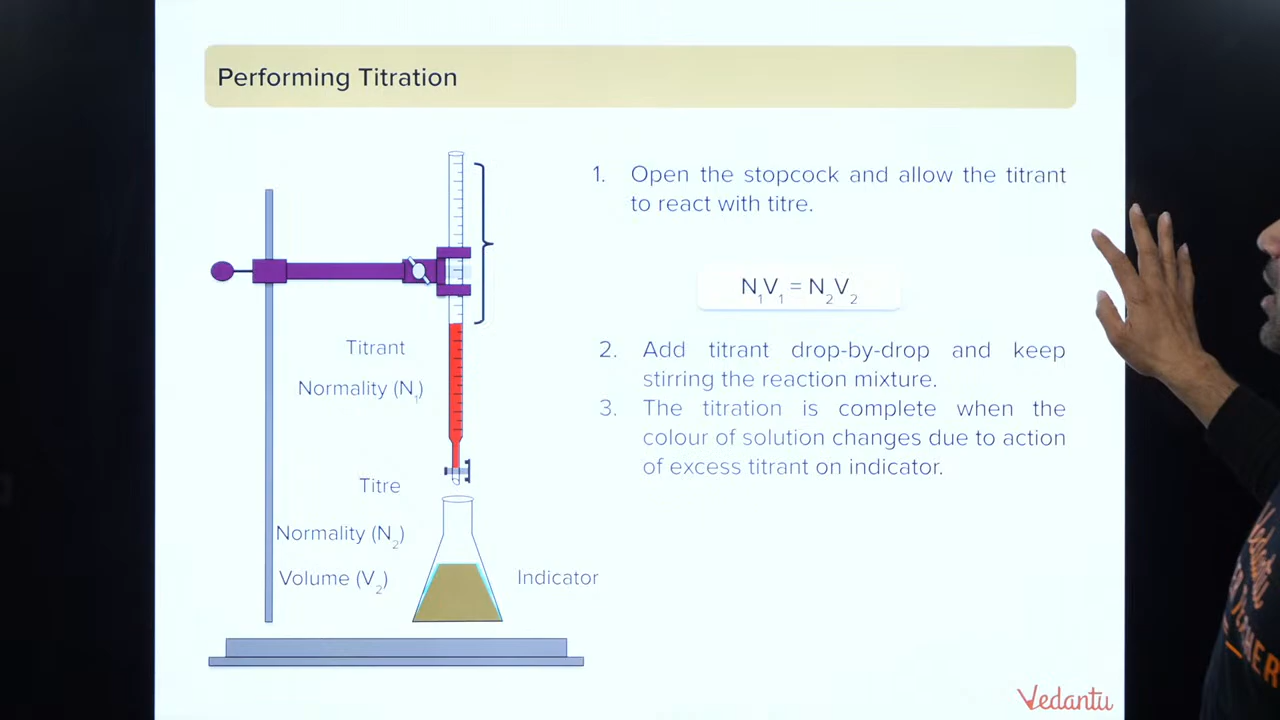 Performing Titration
1. Open the stopcock and allow the titrant
to react with titre.
N₁V₁ = N₂V₂
2. Add titrant drop-by-drop and keep
stirring the reaction mixture.
3. The titration is complete when the
colour of solution changes due to action
of excess titrant on indicator.
Titrant
Normality (N₁)
Titre
Normality (N₂)
Volume (V₂)
Indicator
Vedantu